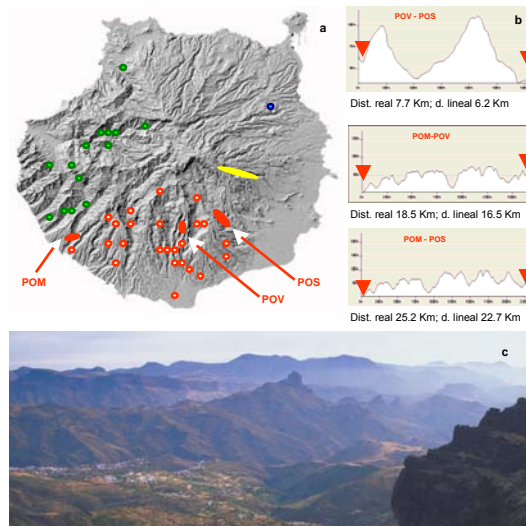 a
POM
POV
POS
b
POV - POS
Dist. real 7.7 Km; d. lineal 6.2 Km
POM-POV
Dist. real 18.5 Km; d. lineal 16.5 Km
POM - POS
Dist. real 25.2 Km; d. lineal 22.7 Km
c